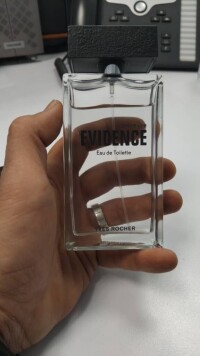 EVIDENCE
Eau de Toilette
YVES ROCHER